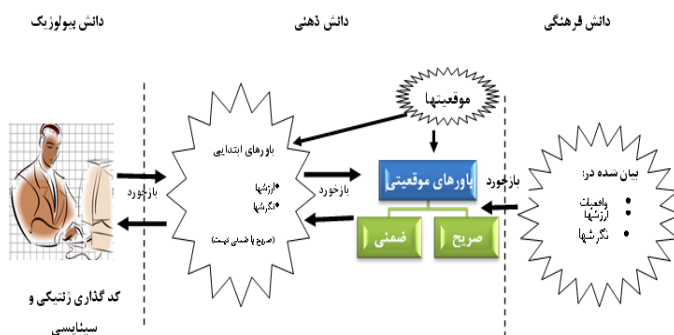 دانش فرهنگی
دانش ذهنی
دانش بیولوژیک
موقعیتها
بیان شده در:
واقعیات
ارزشها
نگرشها
بازخورد
باورهای موقعیتی
صریح
ضمنی
بازخورد
باورهای ابتدایی
ارزشها
نگرشها
(صریح یا ضمنی نیست)
بازخورد
کد گذاری ژنتیکی و
سیناپسی